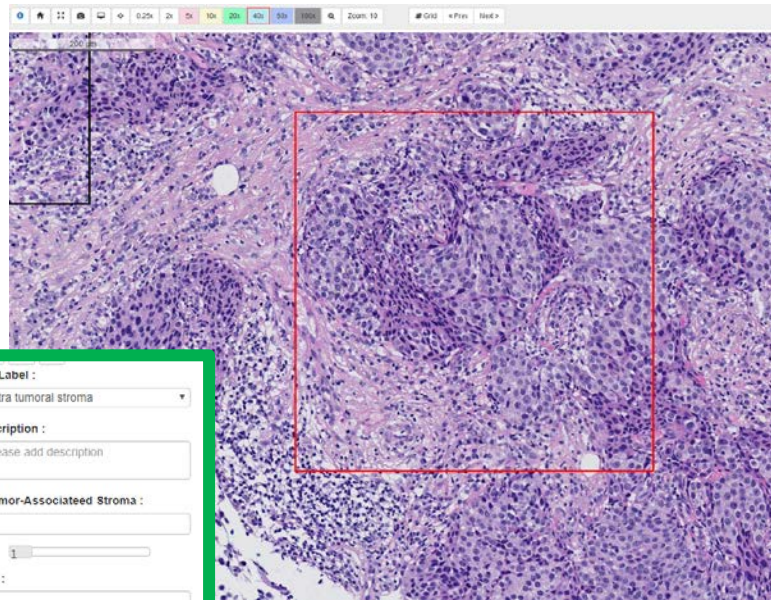 0.25x 2x 5x 10x 20x 40x 50x 100x Zoom: 10 Grid < Prev Next >
200 µm
Label :
tra tumoral stroma
cription :
ease add description
mor-Associateed Stroma :
1
: